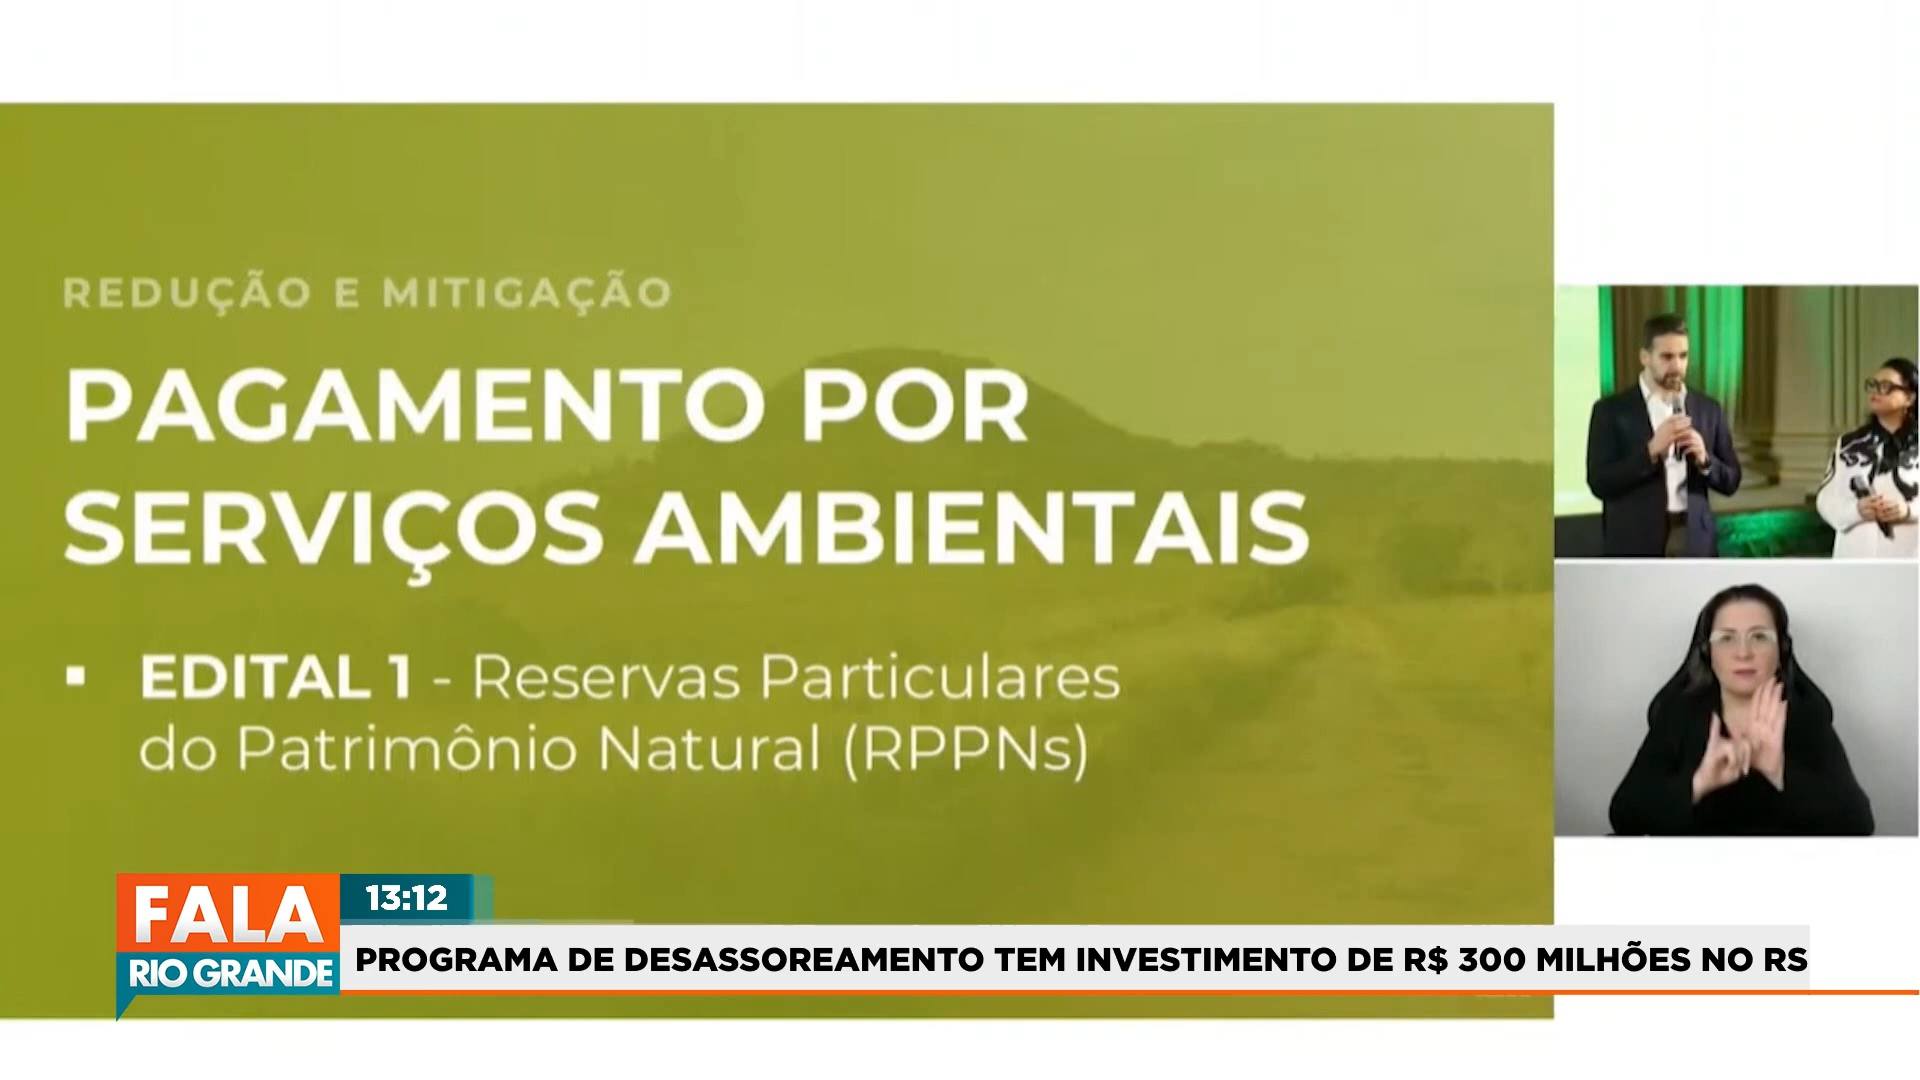 REDUÇÃO E MITIGAÇÃO
PAGAMENTO POR
SERVIÇOS AMBIENTAIS
▪ EDITAL 1 - Reservas Particulares
do Patrimônio Natural (RPPNs)
FALA
RIO GRANDE
13:12
PROGRAMA DE DESASSOREAMENTO TEM INVESTIMENTO DE R$ 300 MILHÕES NO RS